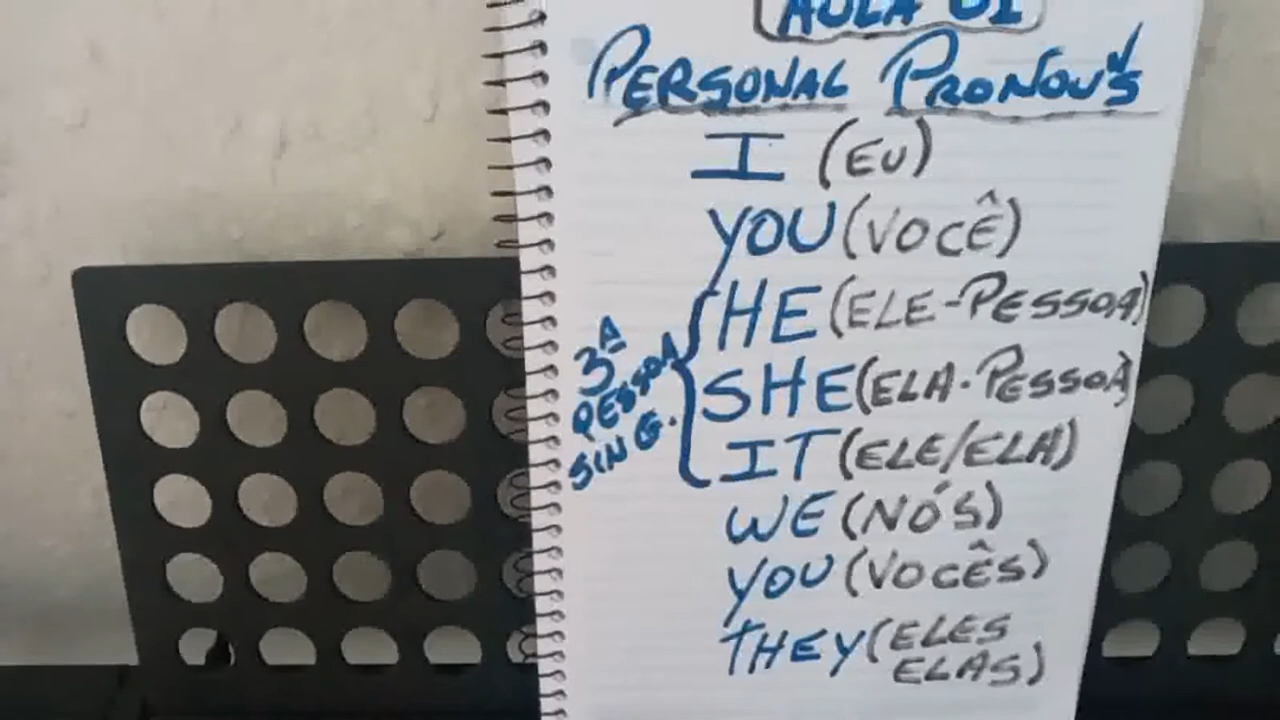 AULA 01
PERSONAL PRONOUNS
I (EU)
YOU (VOCÊ)
HE (ELE-PESSOA)
SHE (ELA-PESSOA)
IT (ELE/ELA)
3ª PESSOA SING.
WE (NÓS)
YOU (VOCÊS)
THEY (ELES
ELAS)